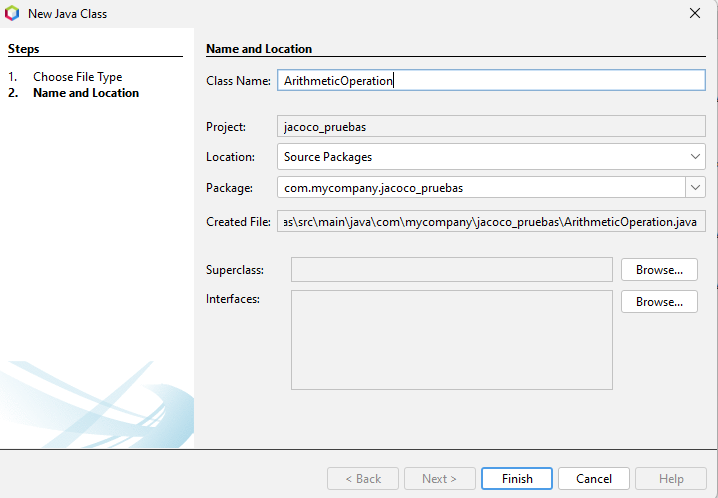 New Java Class
Steps
1. Choose File Type
2. Name and Location
Name and Location
Class Name: ArithmeticOperation
Project: jacoco_pruebas
Location: Source Packages
Package: com.mycompany.jacoco_pruebas
Created File: as\src\main\java\com\mycompany\jacoco_pruebas\ArithmeticOperation.java
Superclass: Browse...
Interfaces: Browse...
< Back Next > Finish Cancel Help